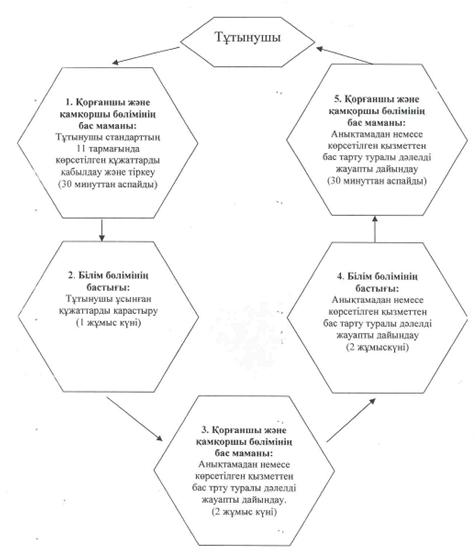 Тұтынушы
1. Қорғаншы және
қамқоршы бөлімінің
бас маманы:
Тұтынушы стандарттың
11 тармағында
көрсетілген құжаттарды
қабылдау және тіркеу
(30 минуттан аспайды)
2. Білім бөлімінің
бастығы:
Тұтынушы ұсынған
құжаттарды қарастыру
(1 жұмыс күні)
3. Қорғаншы және
қамқоршы бөлімінің
бас маманы:
Анықтамадан немесе
көрсетілген қызметтен
бас трту туралы дәлелді
жауапты дайындау.
(2 жұмыс күні)
4. Білім бөлімінің
бастығы:
Анықтамадан немесе
көрсетілген қызметтен
бас тарту туралы дәлелді
жауапты дайындау
(2 жұмыскүні)
5. Қорғаншы және
қамқоршы бөлімінің
бас маманы:
Анықтамадан немесе
көрсетілген қызметтен
бас тарту туралы дәлелді
жауапты дайындау
(30 минуттан аспайды)